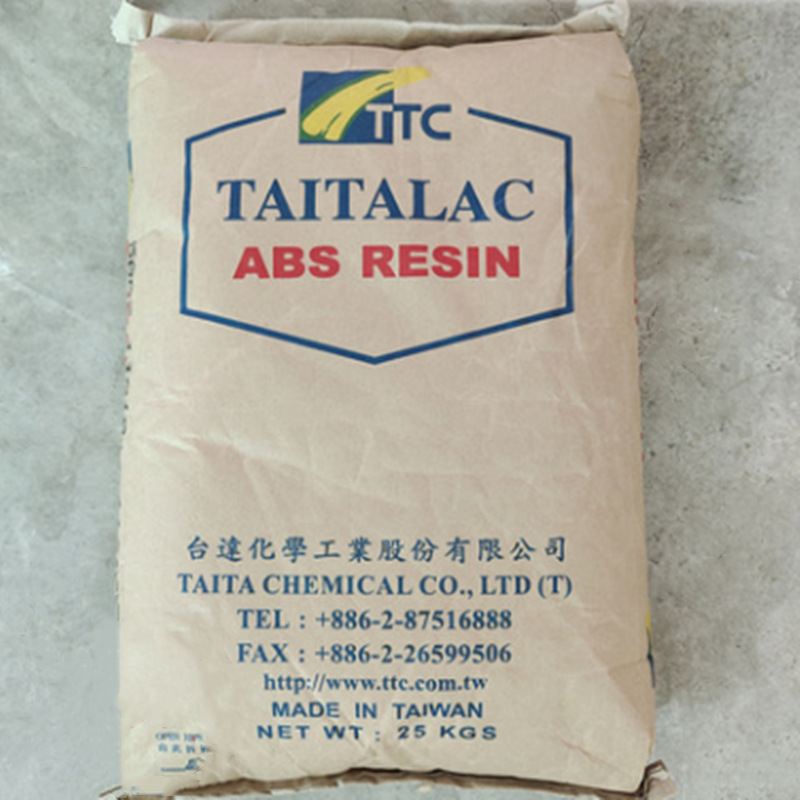 TTC
TAITALAC
ABS RESIN
台達化學工業股份有限公司
TAITA CHEMICAL CO., LTD (T)
TEL : +886-2-87516888
FAX : +886-2-26599506
http://www.ttc.com.tw
MADE IN TAIWAN
NET WT : 25 KGS
OPEN